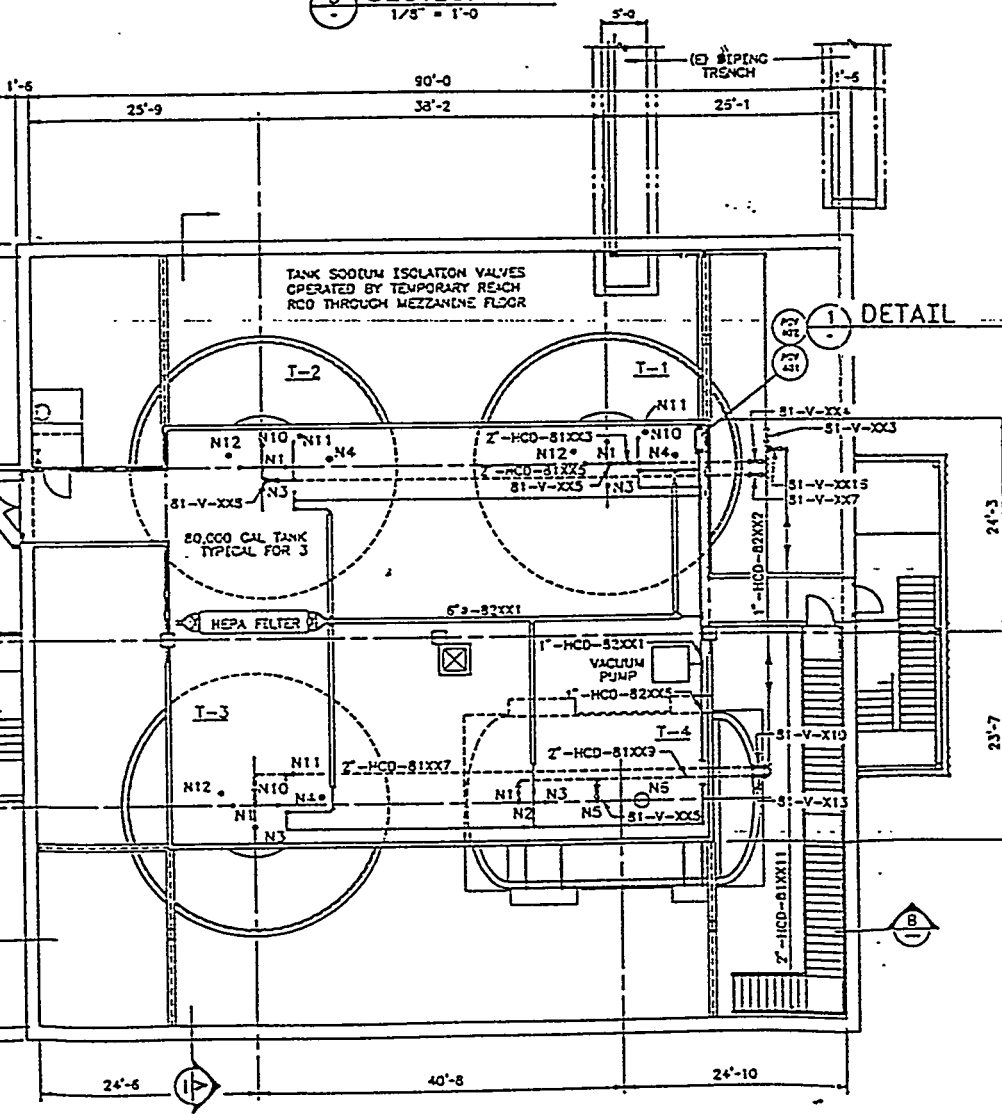 1/8" = 1'-0
5'-0
(E) PIPING
TRENCH
1'-6
90'-0
1'-6
25'-9
38'-2
25'-1
TANK SODIUM ISOLATION VALVES
OPERATED BY TEMPORARY REACH
ROD THROUGH MEZZANINE FLOOR
1
-
DETAIL
T-2
T-1
N11
81-V-XX4
81-V-XX3
N12
N10
N11
N4
2"-HCD-81XX3
N12
N1
N10
N4
N1
2"-HCD-81XX5
81-V-XX5
N3
N3
81-V-XX5
81-V-XX7
80,000 GAL TANK
TYPICAL FOR 3
1"-HCD-82XX2
24'-3
HEPA FILTER
1"-HCD-82XX1
VACUUM
PUMP
1"-HCD-82XX5
T-3
T-4
81-V-X10
23'-7
N11
2"-HCD-81XX7
2"-HCD-81XX9
N12
N10
N4
N1
N3
N1
N3
N6
N2
N5
81-V-XX5
81-V-X13
2"-HCD-81XX11
B
24'-6
40'-8
24'-10